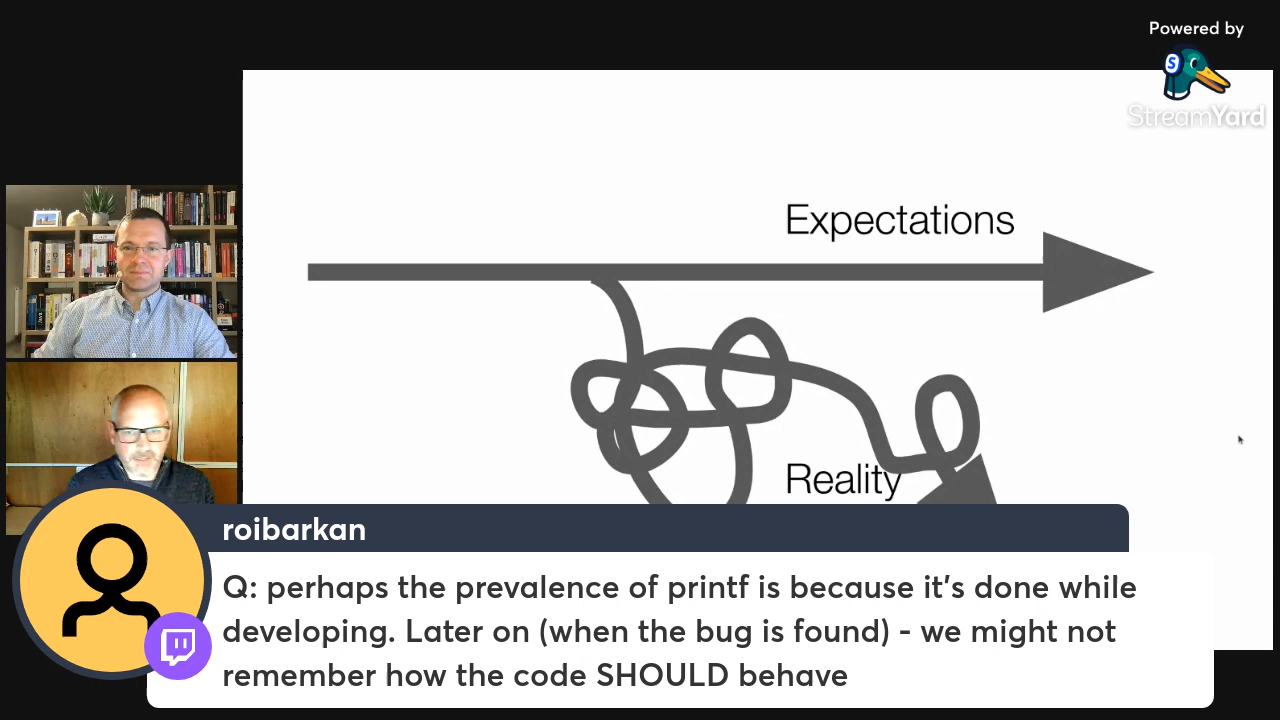 Powered by
StreamYard
Expectations
Reality
roibarkan
Q: perhaps the prevalence of printf is because it's done while
developing. Later on (when the bug is found) - we might not
remember how the code SHOULD behave